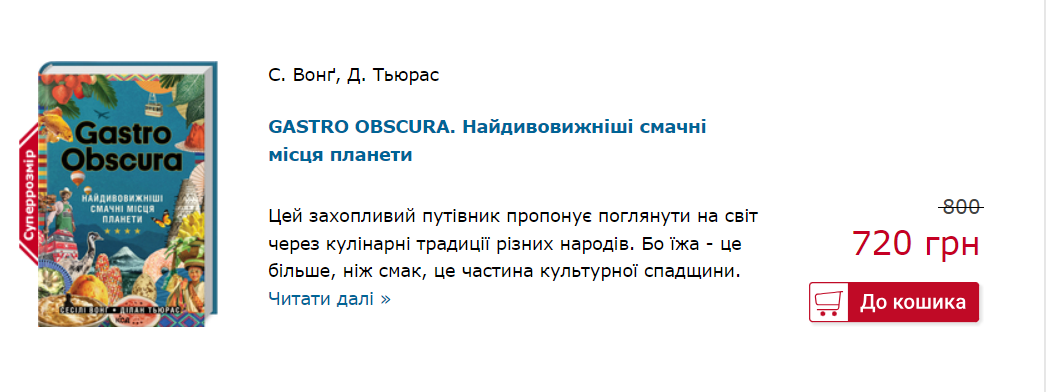 С. Вонґ, Д. Тьюрас
GASTRO OBSCURA. Найдивовижніші смачні
місця планети
Цей захопливий путівник пропонує поглянути на світ
через кулінарні традиції різних народів. Бо їжа - це
більше, ніж смак, це частина культурної спадщини.
Читати далі »
800
720 грн
До кошика
Суперрозмір
Gastro
Obscura
НАЙДИВОВИЖНІШІ
СМАЧНІ МІСЦЯ
ПЛАНЕТИ
СЕСІЛІ ВОНҐ • ДІЛАН ТЬЮРАС